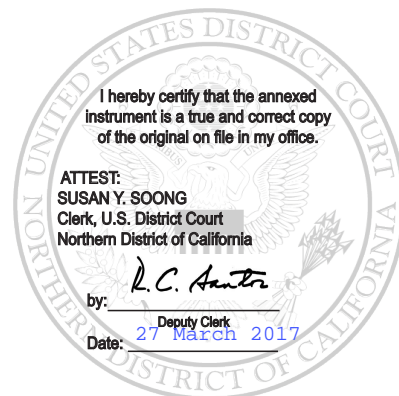 UNITED STATES DISTRICT COURT
I hereby certify that the annexed
instrument is a true and correct copy
of the original on file in my office.
ATTEST:
SUSAN Y. SOONG
Clerk, U.S. District Court
Northern District of California
by: R. C. Santos
Deputy Clerk
Date: 27 March 2017
NORTHERN DISTRICT OF CALIFORNIA